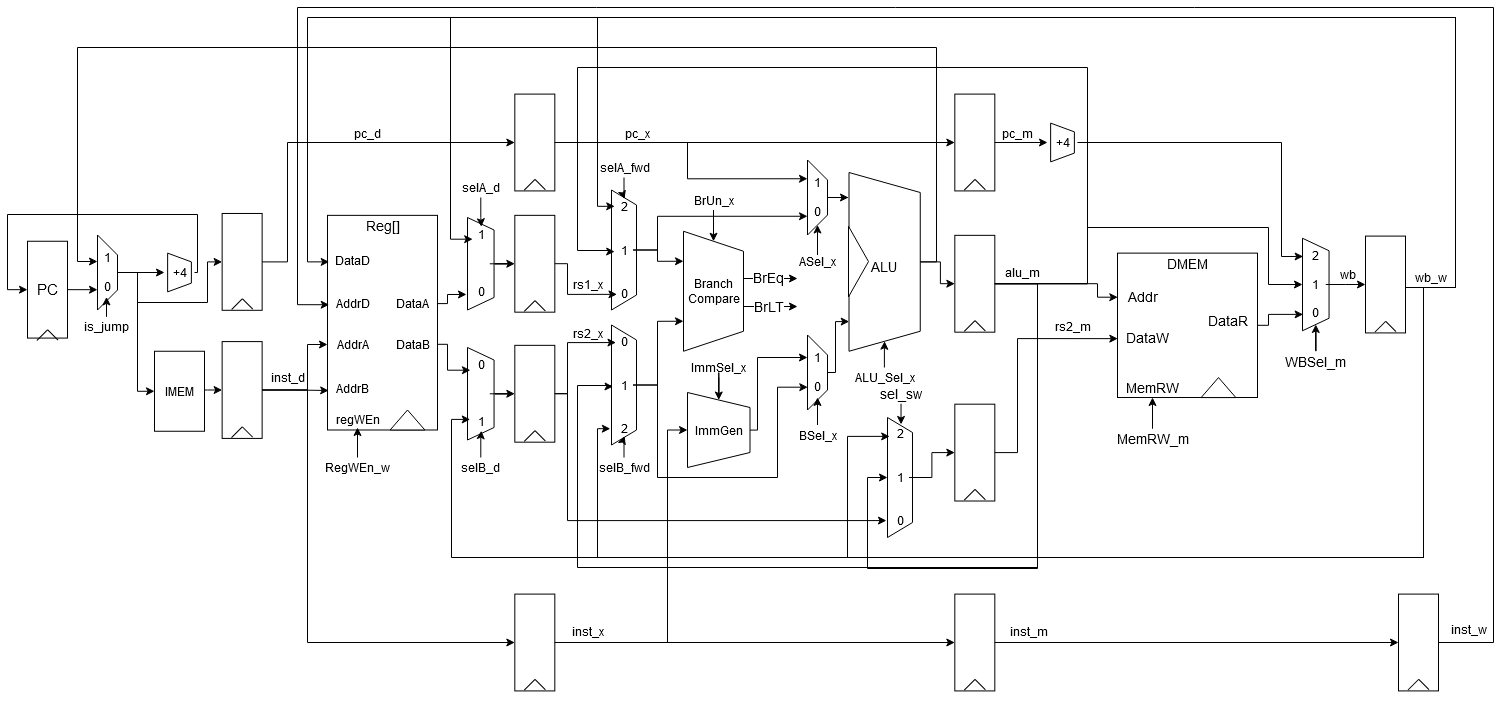 pc_d
pc_x
pc_m
+4
selA_fwd
selA_d
2
1
BrUn_x
1
0
Reg[]
1
0
ASel_x
PC
1
0
is_jump
+4
DataD
AddrD
DataA
AddrA
DataB
AddrB
regWEn
RegWEn_w
inst_d
IMEM
rs1_x
0
rs2_x
0
1
2
selB_fwd
0
1
selB_d
Branch
Compare
BrEq
BrLT
ImmSel_x
ImmGen
ALU
1
0
BSel_x
ALU_Sel_x
sel_sw
2
1
0
alu_m
rs2_m
DMEM
Addr
DataR
DataW
MemRW
MemRW_m
2
1
0
WBSel_m
wb
wb_w
inst_x
inst_m
inst_w